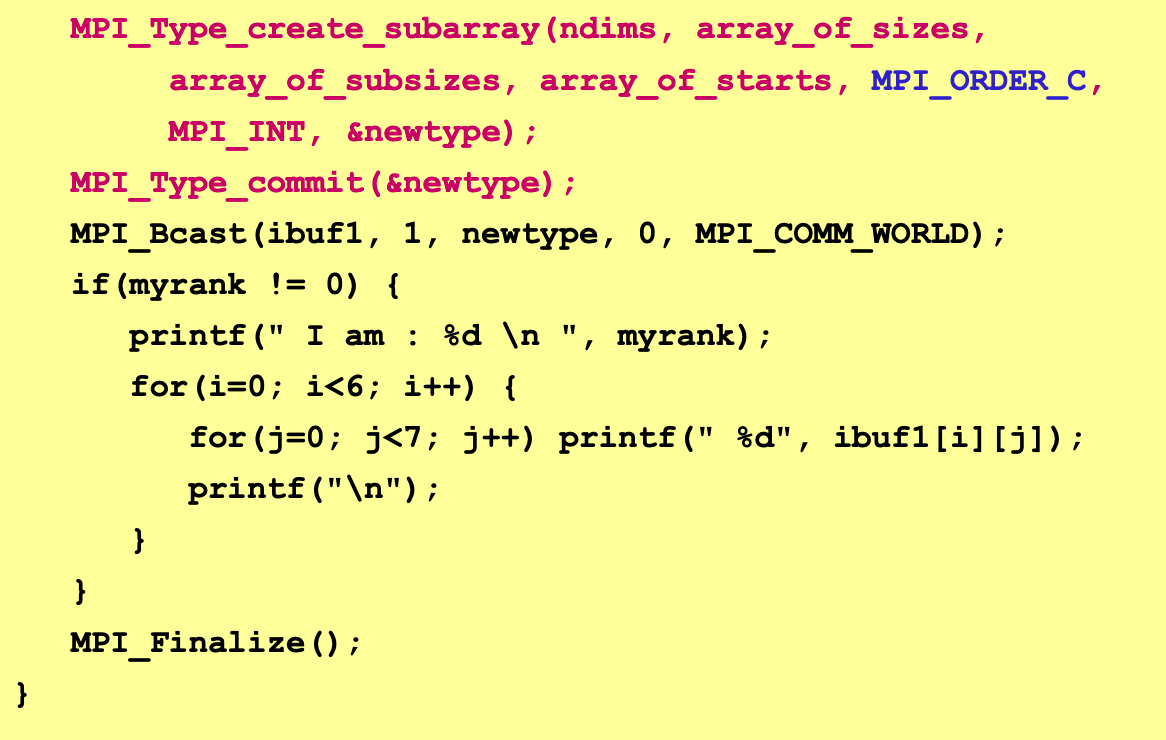 MPI_Type_create_subarray(ndims, array_of_sizes,
array_of_subsizes, array_of_starts, MPI_ORDER_C,
MPI_INT, &newtype);
MPI_Type_commit(&newtype);
MPI_Bcast(ibuf1, 1, newtype, 0, MPI_COMM_WORLD);
if(myrank != 0) {
printf(" I am : %d \n ", myrank);
for(i=0; i<6; i++) {
for(j=0; j<7; j++) printf(" %d", ibuf1[i][j]);
printf("\n");
}
}
MPI_Finalize();
}